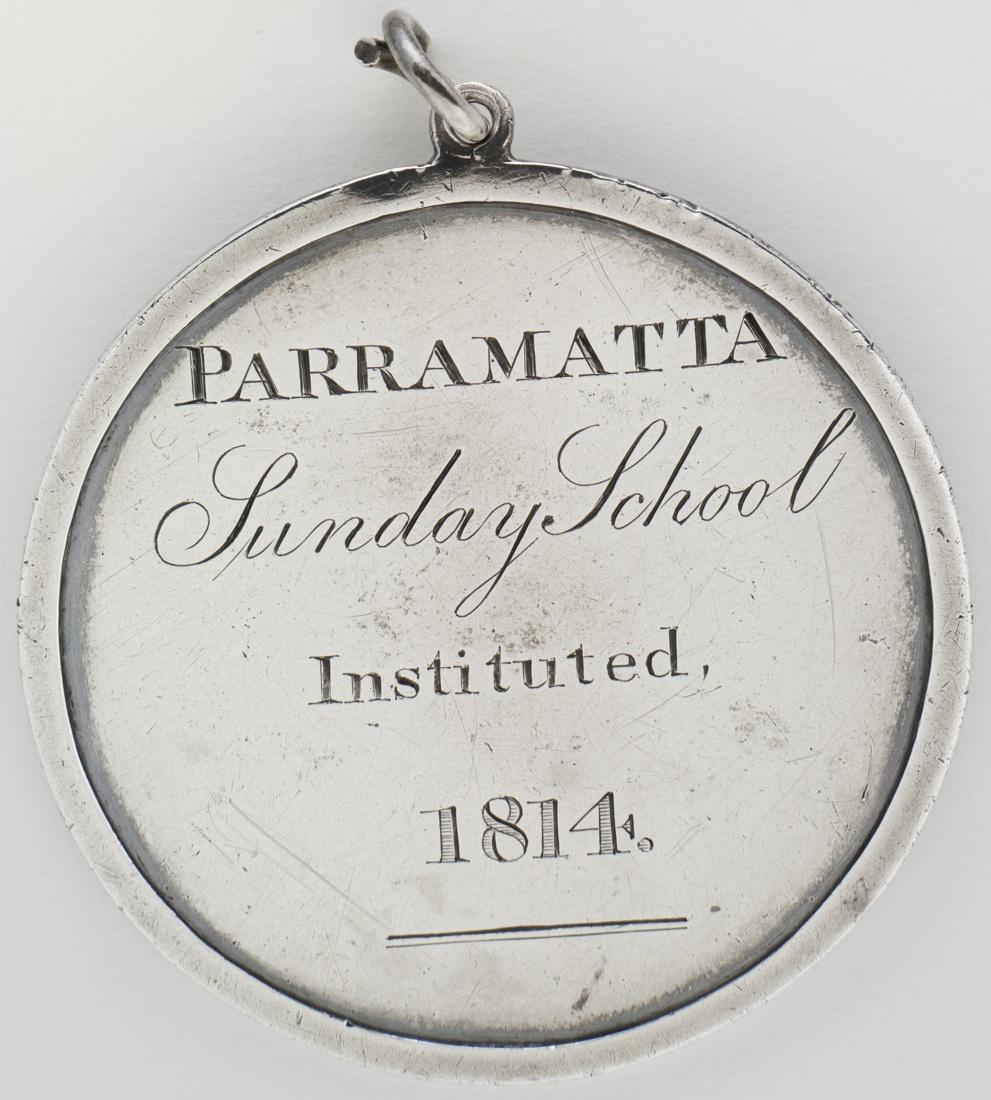 PARRAMATTA
Sunday School
Instituted,
1814.